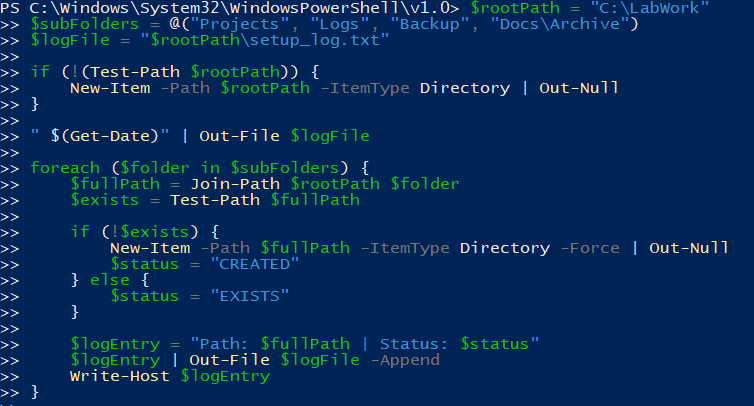 PS C:\Windows\System32\WindowsPowerShell\v1.0> $rootPath = "C:\LabWork"
>> $subFolders = @("Projects", "Logs", "Backup", "Docs\Archive")
>> $logFile = "$rootPath\setup_log.txt"
>>
>> if (!(Test-Path $rootPath)) {
>>     New-Item -Path $rootPath -ItemType Directory | Out-Null
>> }
>>
>> " $(Get-Date)" | Out-File $logFile
>>
>> foreach ($folder in $subFolders) {
>>     $fullPath = Join-Path $rootPath $folder
>>     $exists = Test-Path $fullPath
>>
>>     if (!$exists) {
>>         New-Item -Path $fullPath -ItemType Directory -Force | Out-Null
>>         $status = "CREATED"
>>     } else {
>>         $status = "EXISTS"
>>     }
>>
>>     $logEntry = "Path: $fullPath | Status: $status"
>>     $logEntry | Out-File $logFile -Append
>>     Write-Host $logEntry
>> }